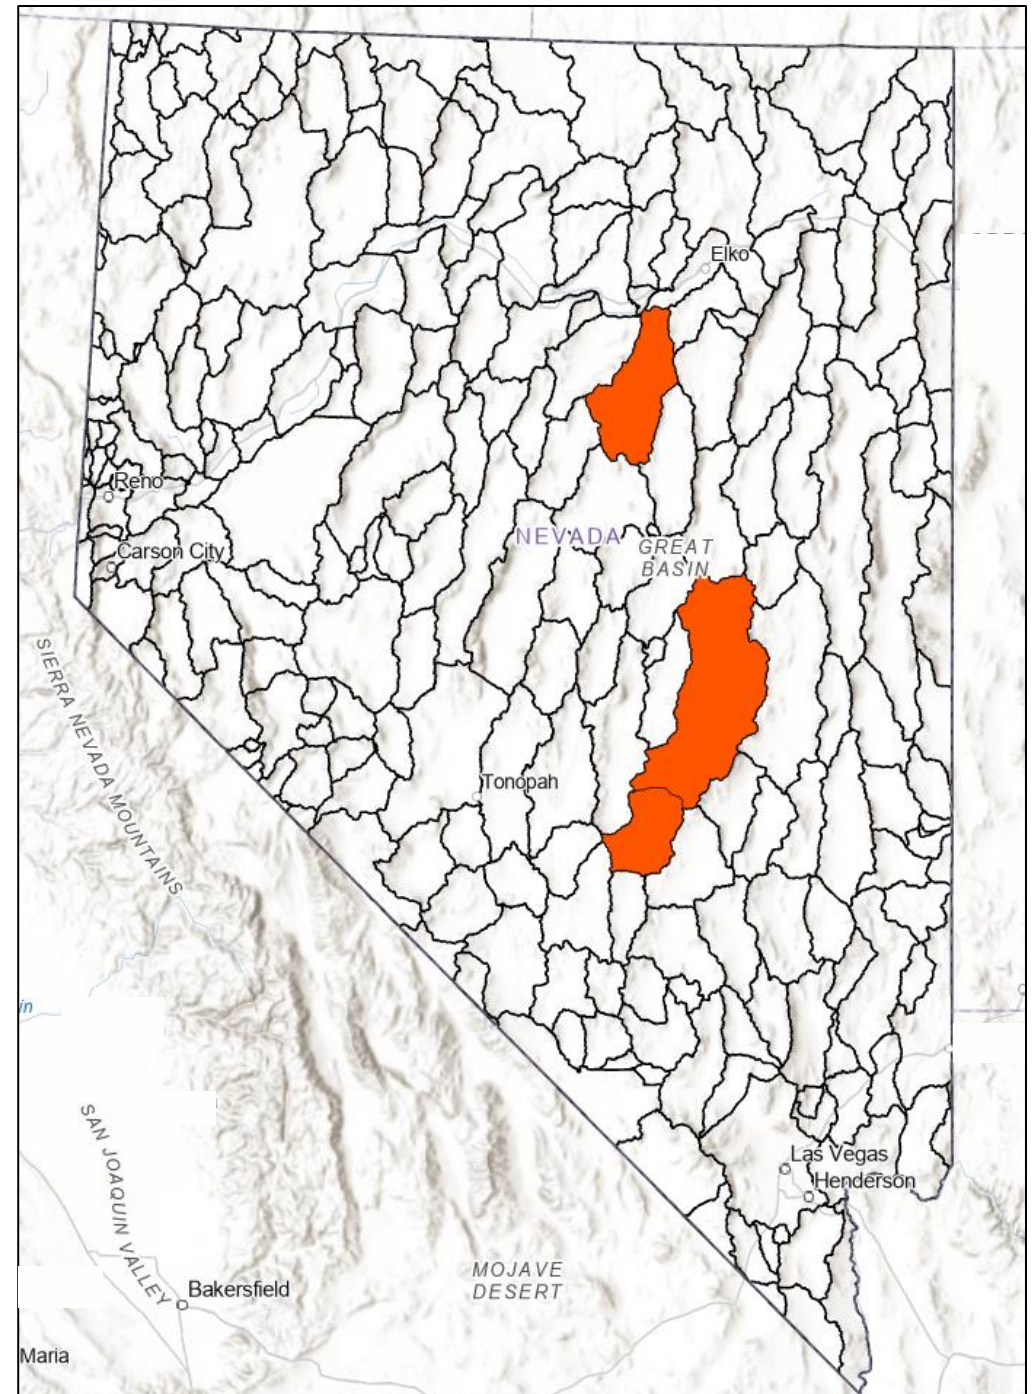 Elko
Reno
NEVADA
GREAT
BASIN
Carson City
SIERRA NEVADA MOUNTAINS
Tonopah
in
SAN JOAQUIN VALLEY
Las Vegas
Henderson
MOJAVE
DESERT
Bakersfield
Maria